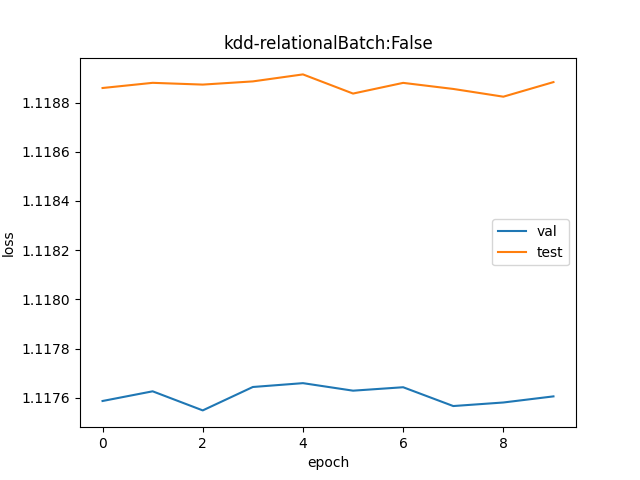 kdd-relationalBatch:False
loss
1.1188
1.1186
1.1184
1.1182
1.1180
1.1178
1.1176
val
test
0 2 4 6 8
epoch